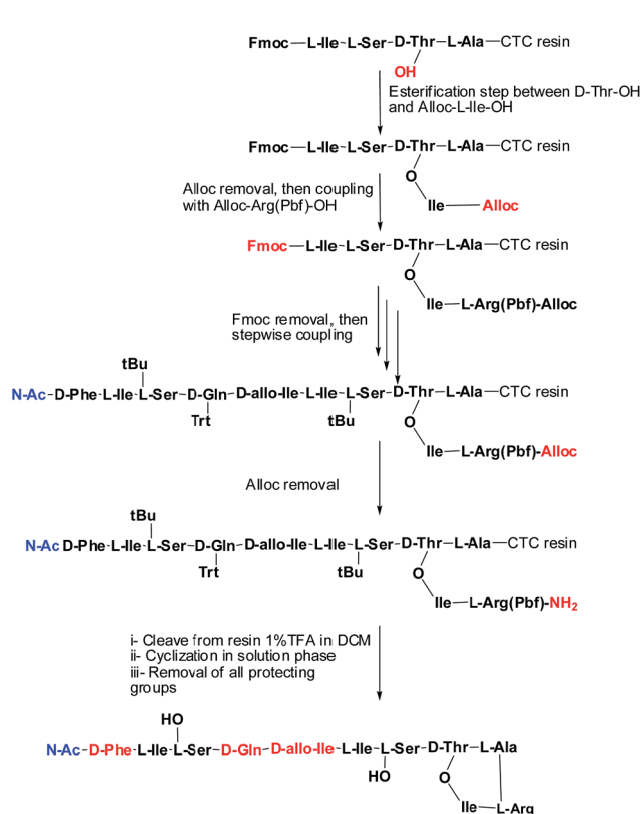 Fmoc—L-Ile-L-Ser-D-Thr-L-Ala—CTC resin
OH
Esterification step between D-Thr-OH
and Alloc-L-Ile-OH
Fmoc—L-Ile-L-Ser-D-Thr-L-Ala—CTC resin
O
Ile—Alloc
Alloc removal, then coupling
with Alloc-Arg(Pbf)-OH
Fmoc—L-Ile-L-Ser-D-Thr-L-Ala—CTC resin
O
Ile—L-Arg(Pbf)-Alloc
Fmoc removal, then
stepwise coupling
tBu
N-Ac-D-Phe-L-Ile-L-Ser-D-Gln-D-allo-Ile-L-Ile-L-Ser-D-Thr-L-Ala—CTC resin
Trt tBu O
Ile—L-Arg(Pbf)-Alloc
Alloc removal
tBu
N-Ac D-Phe-L-Ile-L-Ser-D-Gln-D-allo-Ile-L-Ile-L-Ser-D-Thr-L-Ala—CTC resin
Trt tBu O
Ile—L-Arg(Pbf)-NH2
i- Cleave from resin 1%TFA in DCM
ii- Cyclization in solution phase
iii- Removal of all protecting
groups
HO
N-Ac-D-Phe-L-Ile-L-Ser-D-Gln-D-allo-Ile-L-Ile-L-Ser-D-Thr-L-Ala
HO O
Ile—L-Arg